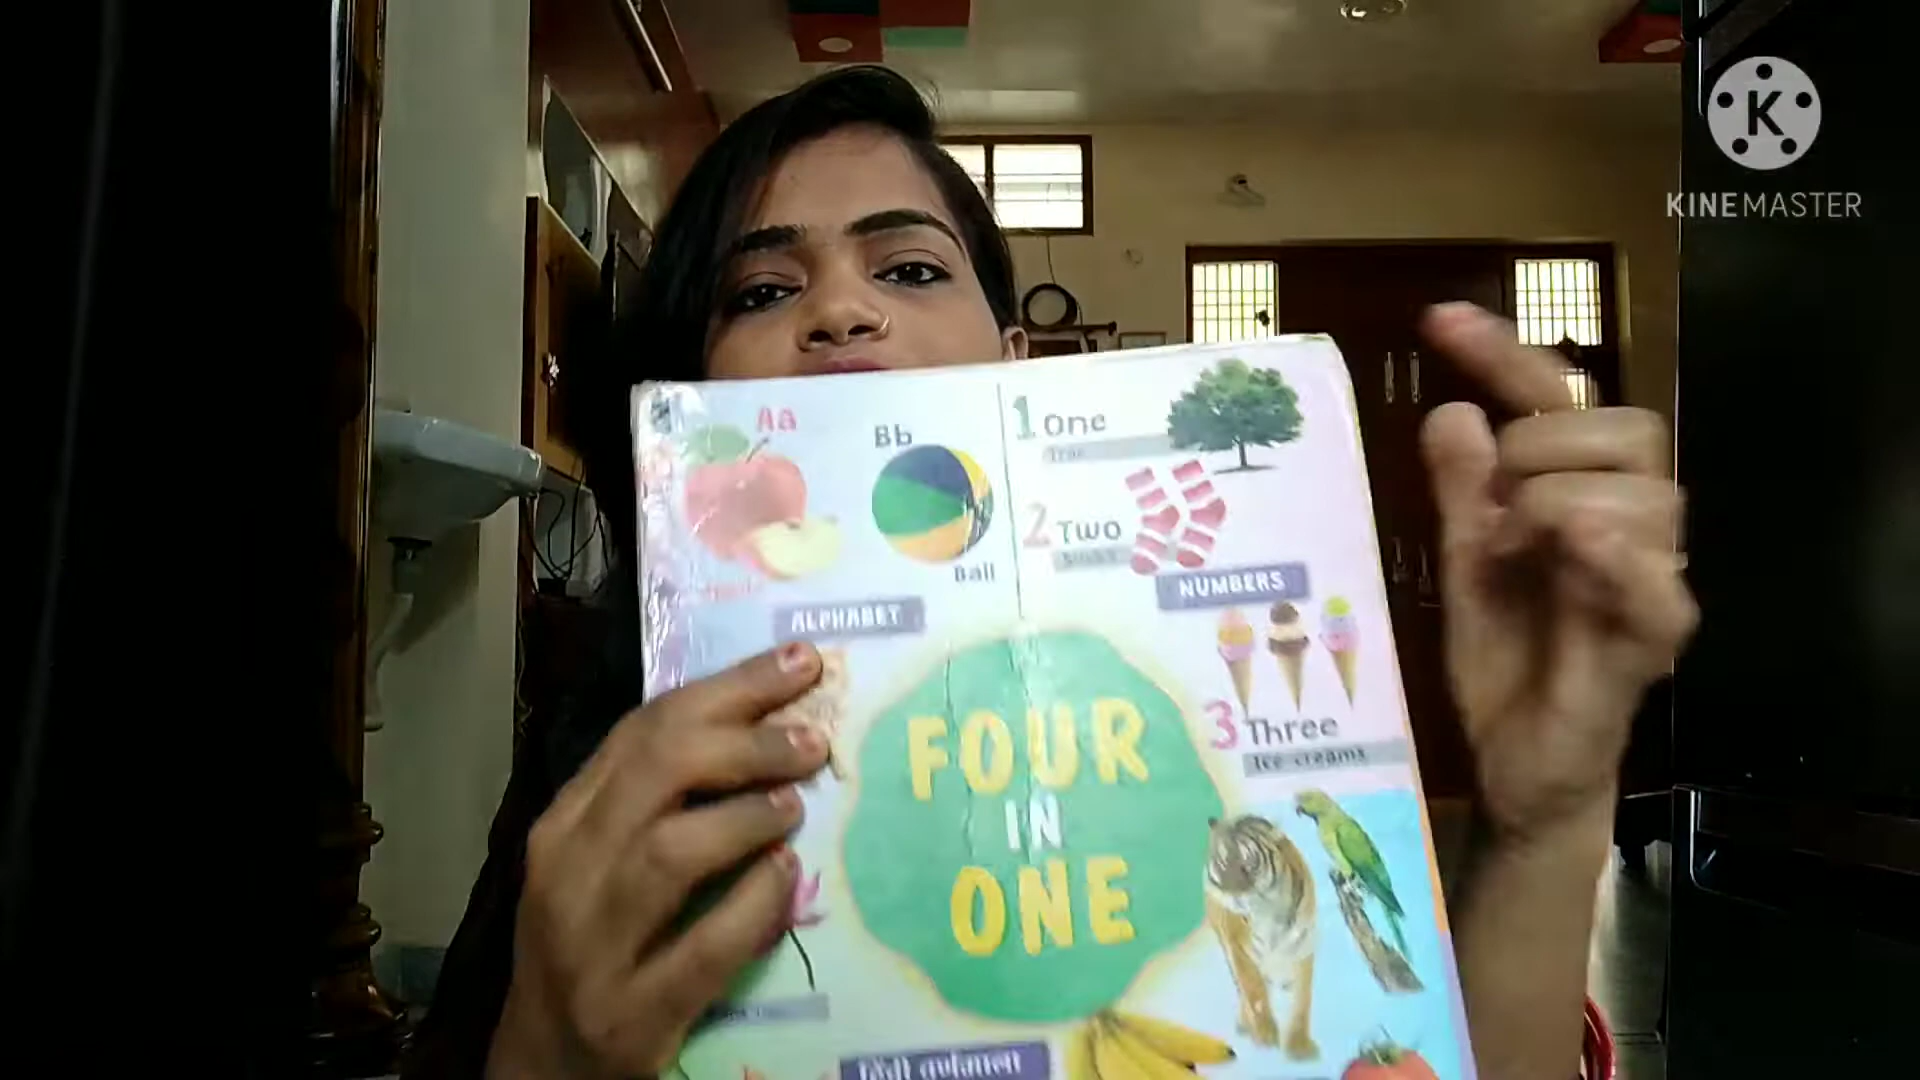 K
KINEMASTER
Aa
Bb
Ball
ALPHABET
1 One
2 Two
NUMBERS
3 Three
Ice-creams
FOUR
IN
ONE
हिंदी वर्णमाला